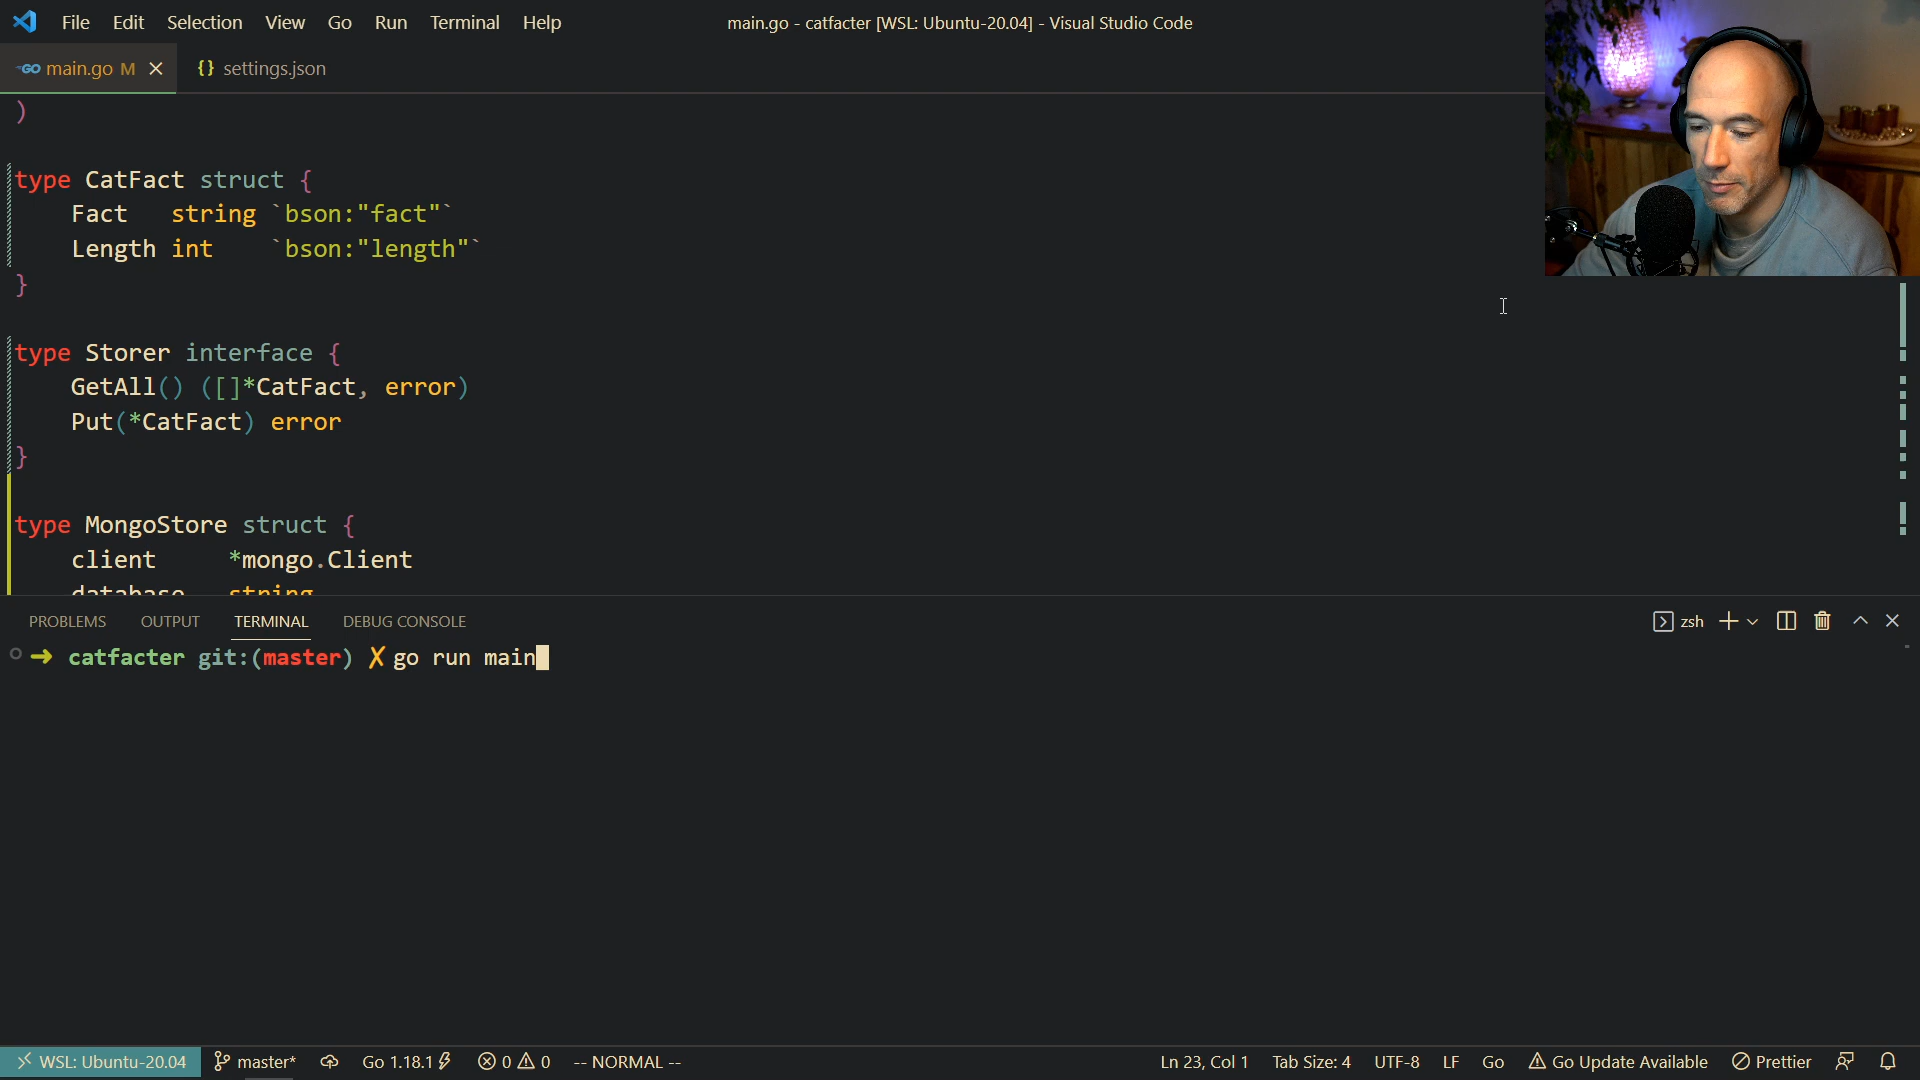 File Edit Selection View Go Run Terminal Help
main.go - catfacter [WSL: Ubuntu-20.04] - Visual Studio Code
GO main.go M
{} settings.json
)
type CatFact struct {
    Fact   string `bson:"fact"`
    Length int    `bson:"length"`
}
type Storer interface {
    GetAll() ([]*CatFact, error)
    Put(*CatFact) error
}
type MongoStore struct {
    client     *mongo.Client
    database   string
PROBLEMS OUTPUT TERMINAL DEBUG CONSOLE
zsh
➜ catfacter git:(master) ✗ go run main
WSL: Ubuntu-20.04 master* Go 1.18.1 0 0 -- NORMAL -- Ln 23, Col 1 Tab Size: 4 UTF-8 LF Go Go Update Available Prettier